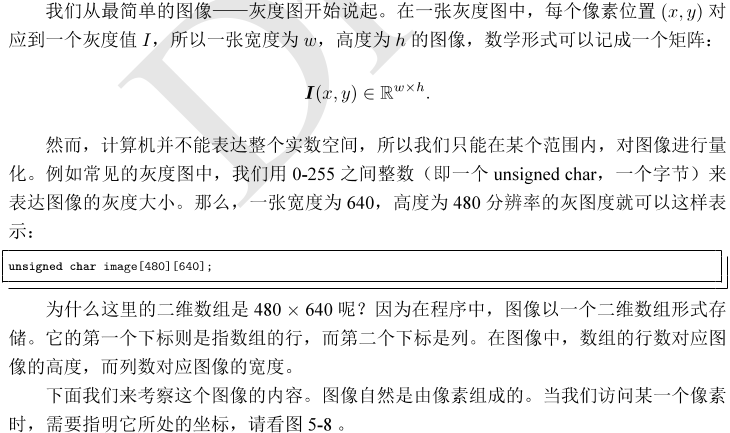 我们从最简单的图像——灰度图开始说起。在一张灰度图中，每个像素位置 (x, y) 对
应到一个灰度值 I，所以一张宽度为 w，高度为 h 的图像，数学形式可以记成一个矩阵：
I(x, y) ∈ ℝ^{w×h}.
然而，计算机并不能表达整个实数空间，所以我们只能在某个范围内，对图像进行量
化。例如常见的灰度图中，我们用 0-255 之间整数（即一个 unsigned char，一个字节）来
表达图像的灰度大小。那么，一张宽度为 640，高度为 480 分辨率的灰图度就可以这样表
示：
unsigned char image[480][640];
为什么这里的二维数组是 480 × 640 呢？因为在程序中，图像以一个二维数组形式存
储。它的第一个下标则是指数组的行，而第二个下标是列。在图像中，数组的行数对应图
像的高度，而列数对应图像的宽度。
下面我们来考察这个图像的内容。图像自然是由像素组成的。当我们访问某一个像素
时，需要指明它所处的坐标，请看图 5-8 。